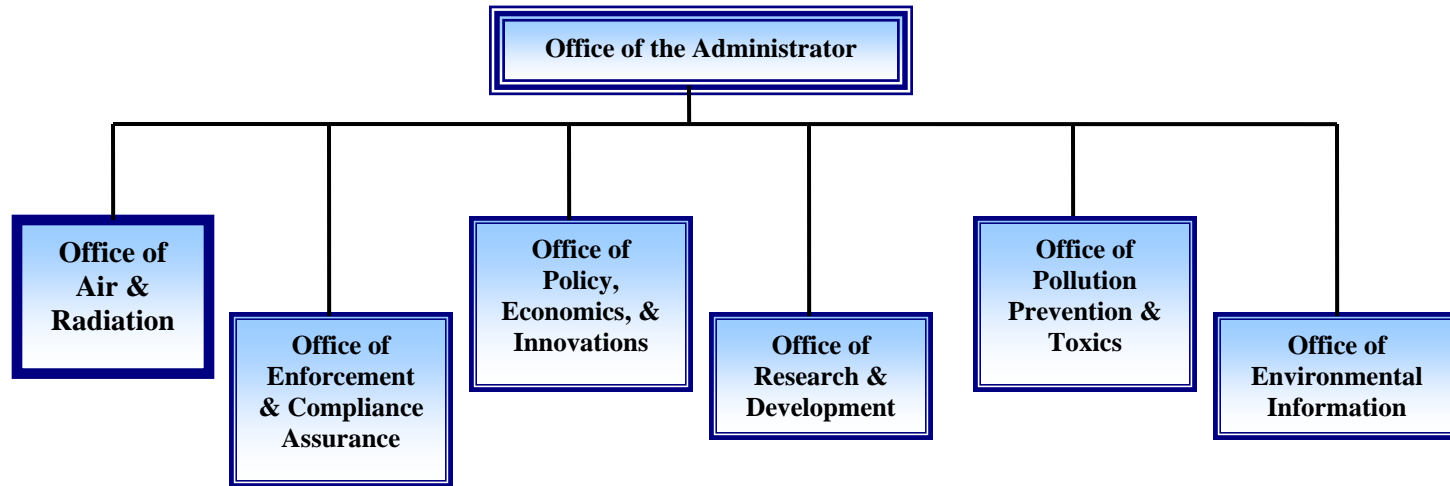 Office of the Administrator
Office of
Air &
Radiation
Office of
Enforcement
& Compliance
Assurance
Office of
Policy,
Economics, &
Innovations
Office of
Research &
Development
Office of
Pollution
Prevention &
Toxics
Office of
Environmental
Information